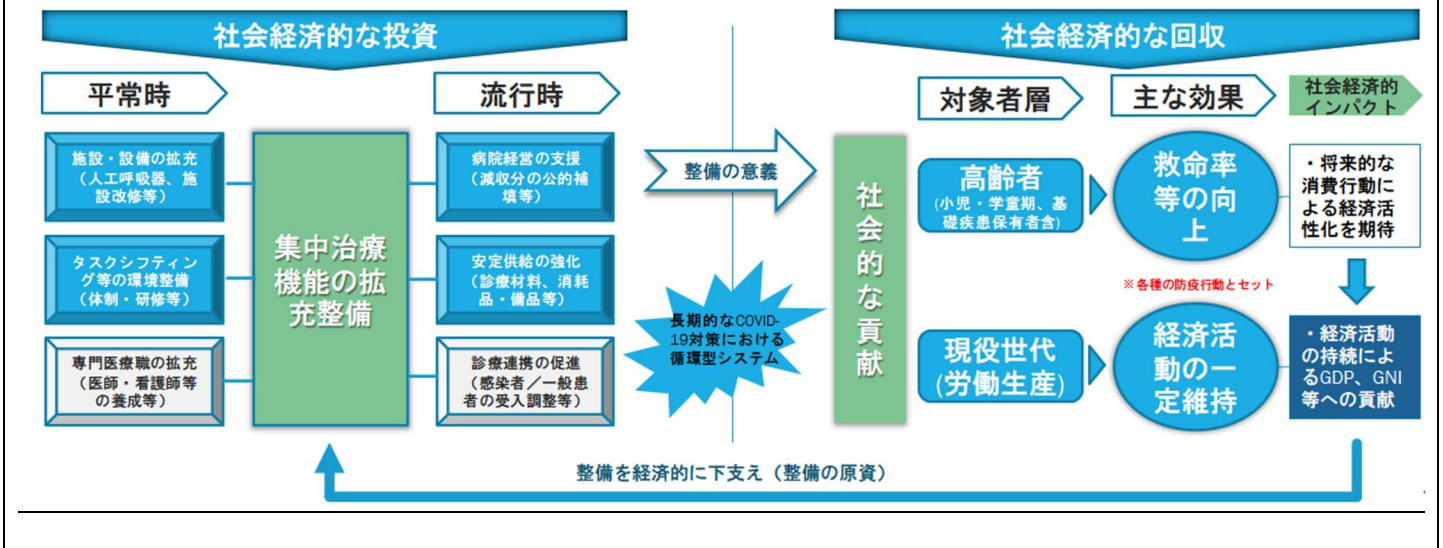 社会経済的な投資
平常時
流行時
施設・設備の拡充
(人工呼吸器、施
設改修等)
タスクシフティン
グ等の環境整備
(体制・研修等)
専門医療職の拡充
(医師・看護師等
の養成等)
集中治療
機能の拡
充整備
病院経営の支援
(減収分の公的補
填等)
安定供給の強化
(診療材料、消耗
品・備品等)
診療連携の促進
(感染者／一般患
者の受入調整等)
整備の意義
長期的なCOVID-
19対策における
循環型システム
社会経済的な回収
対象者層
主な効果
社会経済的
インパクト
社会的な貢献
高齢者
(小児・学童期、基
礎疾患保有者含)
救命率
等の向
上
・将来的な
消費行動に
よる経済活
性化を期待
※各種の防疫行動とセット
現役世代
(労働生産)
経済活
動の一
定維持
・経済活動
の持続によ
るGDP、GNI
等への貢献
整備を経済的に下支え（整備の原資）